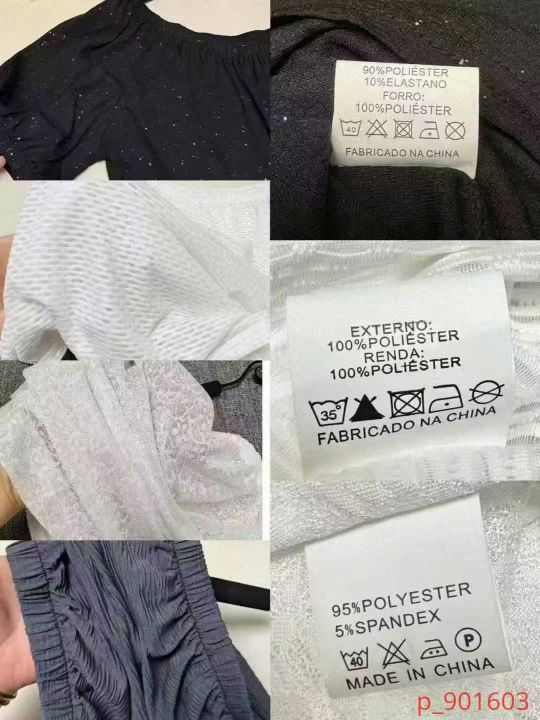 90%POLIÉSTER
10%ELASTANO
FORRO:
100%POLIÉSTER
40
FABRICADO NA CHINA
EXTERNO:
100%POLIÉSTER
RENDA:
100%POLIÉSTER
35°
FABRICADO NA CHINA
95%POLYESTER
5%SPANDEX
40 P
MADE IN CHINA
p_901603